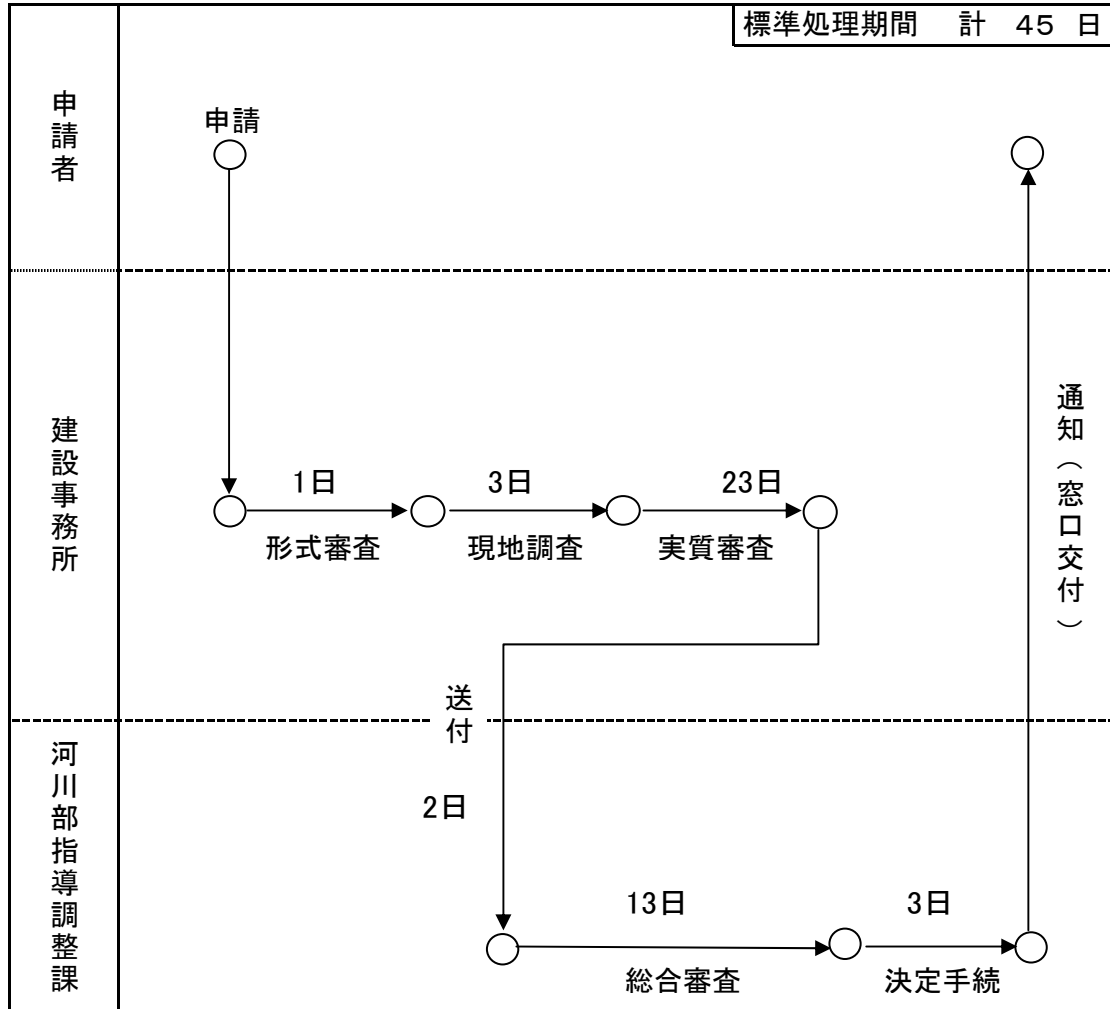 標準処理期間 計 45 日
申請者
申請
建設事務所
1日
3日
23日
形式審査
現地調査
実質審査
通知（窓口交付）
送付
2日
河川部指導調整課
13日
3日
総合審査
決定手続